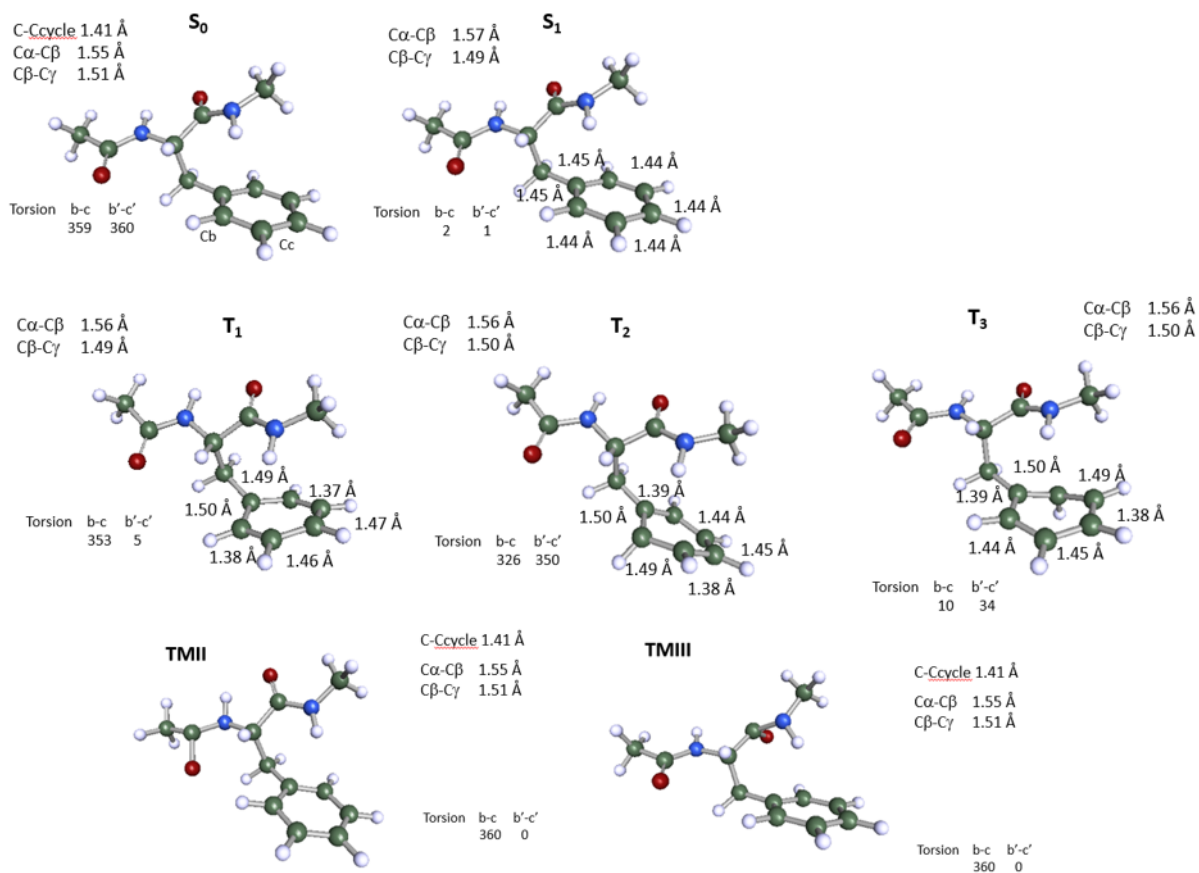 S0
C-Ccycle 1.41 Å
Cα-Cβ 1.55 Å
Cβ-Cγ 1.51 Å
Torsion b-c b’-c’
359 360
Cb
Cc
S1
Cα-Cβ 1.57 Å
Cβ-Cγ 1.49 Å
1.45 Å
1.44 Å
1.45 Å
1.44 Å
1.44 Å
1.44 Å
Torsion b-c b’-c’
2 1
T1
Cα-Cβ 1.56 Å
Cβ-Cγ 1.49 Å
1.49 Å
1.37 Å
1.50 Å
1.47 Å
1.38 Å
1.46 Å
Torsion b-c b’-c’
353 5
T2
Cα-Cβ 1.56 Å
Cβ-Cγ 1.50 Å
1.39 Å
1.50 Å
1.44 Å
1.45 Å
1.49 Å
1.38 Å
Torsion b-c b’-c’
326 350
T3
Cα-Cβ 1.56 Å
Cβ-Cγ 1.50 Å
1.50 Å
1.49 Å
1.39 Å
1.38 Å
1.44 Å
1.45 Å
Torsion b-c b’-c’
10 34
TMII
C-Ccycle 1.41 Å
Cα-Cβ 1.55 Å
Cβ-Cγ 1.51 Å
Torsion b-c b’-c’
360 0
TMIII
C-Ccycle 1.41 Å
Cα-Cβ 1.55 Å
Cβ-Cγ 1.51 Å
Torsion b-c b’-c’
360 0